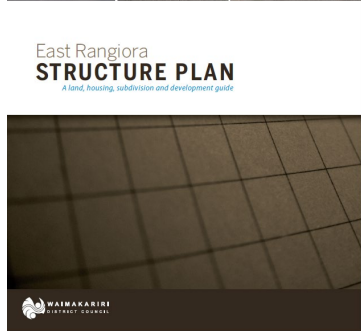 East Rangiora
STRUCTURE PLAN
A land, housing, subdivision and development guide
WAIMAKARIRI
DISTRICT COUNCIL